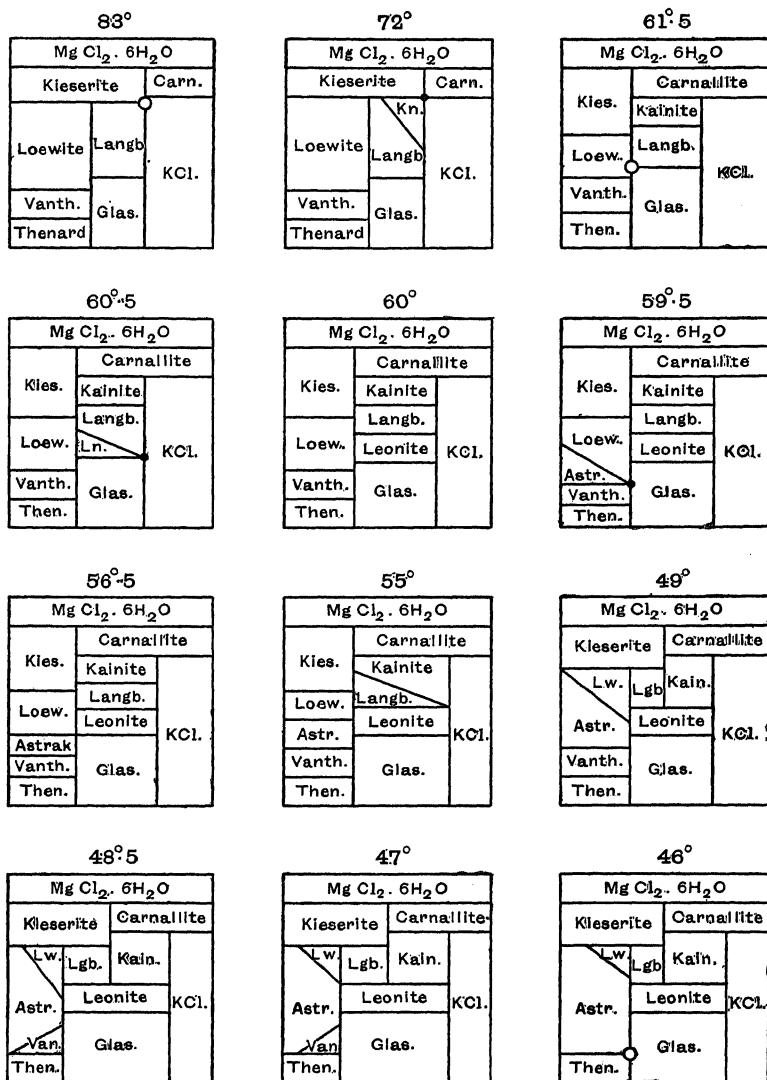 83°
Mg Cl2. 6H2O
Kieserite
Carn.
Loewite
Langb
KCl.
Vanth.
Glas.
Thenard
72°
Mg Cl2. 6H2O
Kieserite
Carn.
Kn.
Loewite
Langb
KCl.
Vanth.
Glas.
Thenard
61°.5
Mg Cl2. 6H2O
Kies.
Carnallite
Kainite
Loew.
Langb.
KCl.
Vanth.
Glas.
Then.
60°.5
Mg Cl2. 6H2O
Carnallite
Kies.
Kainite
Langb.
Loew.
Ln.
KCl.
Vanth.
Glas.
Then.
60°
Mg Cl2. 6H2O
Carnallite
Kies.
Kainite
Langb.
Loew.
Leonite
KCl.
Vanth.
Glas.
Then.
59°.5
Mg Cl2. 6H2O
Carnallite
Kies.
Kainite
Langb.
Loew.
Leonite
KCl.
Astr.
Vanth.
Glas.
Then.
56°.5
Mg Cl2. 6H2O
Carnallite
Kies.
Kainite
Langb.
Loew.
Leonite
KCl.
Astrak
Vanth.
Glas.
Then.
55°
Mg Cl2. 6H2O
Carnallite
Kies.
Kainite
Langb.
Loew.
Leonite
KCl.
Astr.
Vanth.
Glas.
Then.
49°
Mg Cl2. 6H2O
Kieserite
Carnallite
Lw.
Lgb
Kain.
Astr.
Leonite
KCl.
Vanth.
Glas.
Then.
48°.5
Mg Cl2. 6H2O
Kieserite
Carnallite
Lw.
Lgb.
Kain.
Astr.
Leonite
KCl.
Van.
Glas.
Then.
47°
Mg Cl2. 6H2O
Kieserite
Carnallite
Lw.
Lgb.
Kain.
Astr.
Leonite
KCl.
Van
Glas.
Then.
46°
Mg Cl2. 6H2O
Kieserite
Carnallite
Lw.
Lgb
Kain.
Astr.
Leonite
KCl.
Glas.
Then.